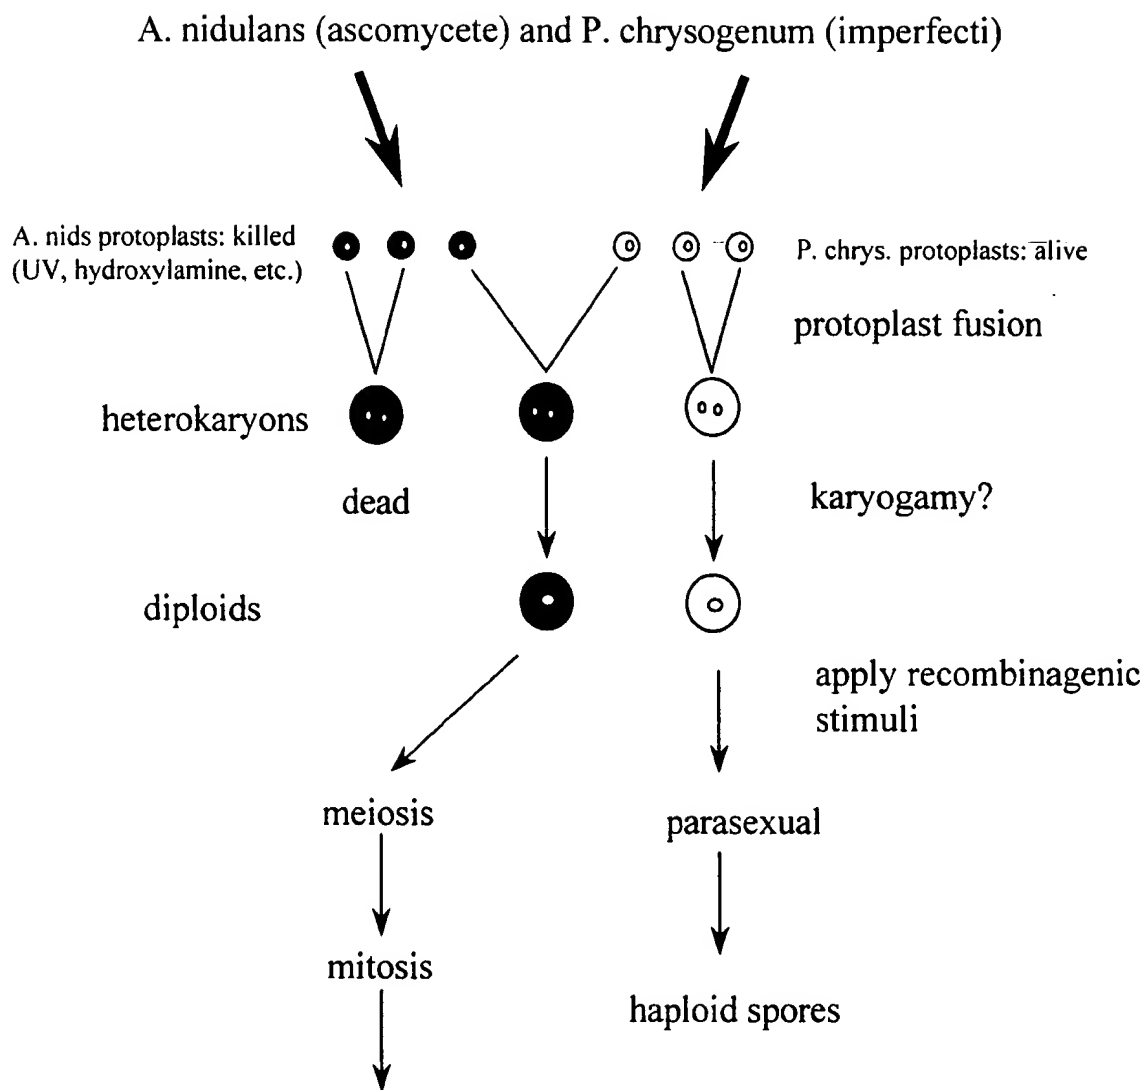 A. nidulans (ascomycete) and P. chrysogenum (imperfecti)
A. nids protoplasts: killed
(UV, hydroxylamine, etc.)
P. chrys. protoplasts: alive
protoplast fusion
heterokaryons
dead
karyogamy?
diploids
apply recombinagenic
stimuli
meiosis
parasexual
mitosis
haploid spores